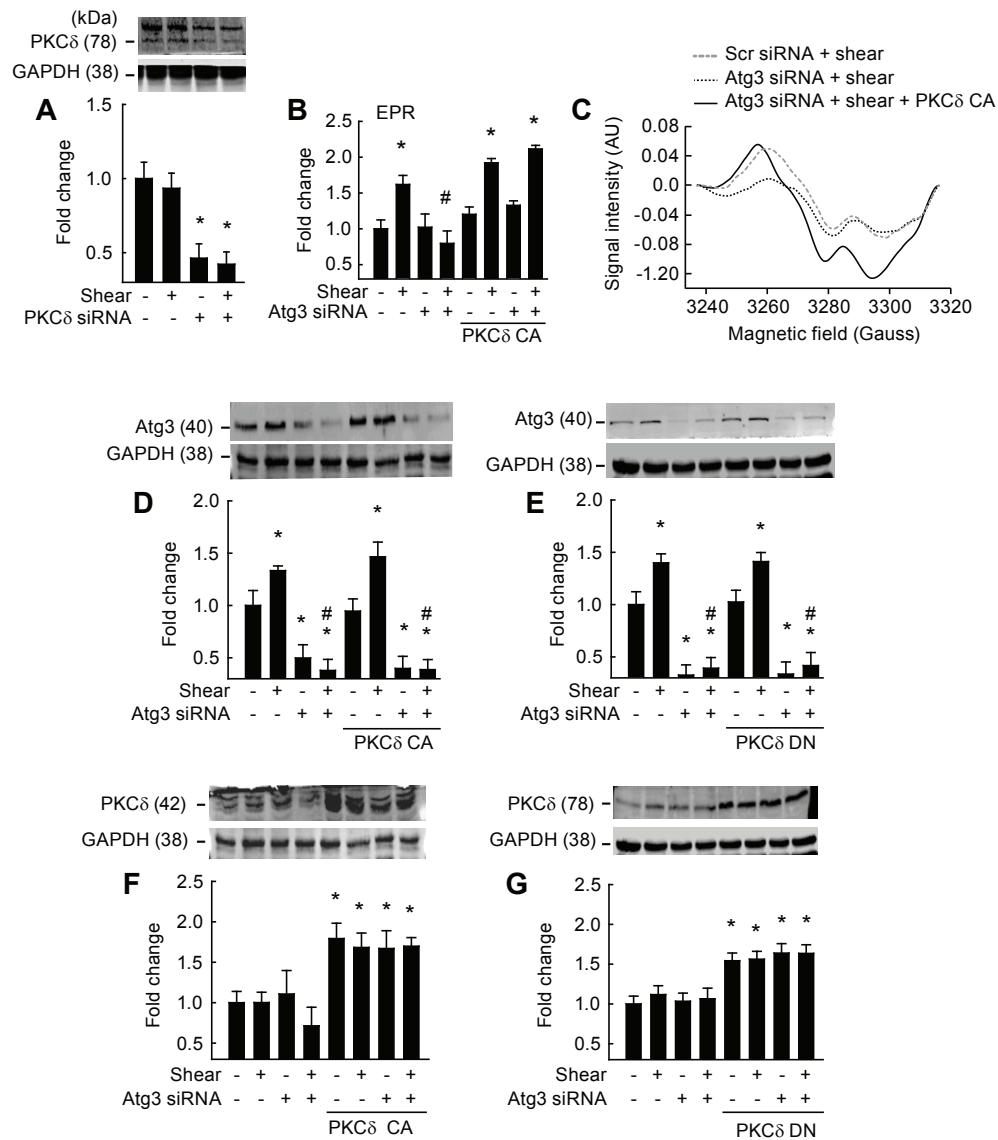 (kDa)
PKCδ (78)
GAPDH (38)
A
1.5
1.0
0.5
Fold change
* *
Shear - + - +
PKCδ siRNA - - + +
B
EPR
2.5
2.0
1.5
1.0
Fold change
* # * *
Shear - + - + - + - +
Atg3 siRNA - - + + - - + +
PKCδ CA
Scr siRNA + shear
Atg3 siRNA + shear
Atg3 siRNA + shear + PKCδ CA
C
0.08
0.04
0.0
-0.04
-0.08
-1.20
Signal intensity (AU)
3240 3260 3280 3300 3320
Magnetic field (Gauss)
Atg3 (40)
GAPDH (38)
D
2.0
1.5
1.0
0.5
Fold change
* * # * * * # *
Shear - + - + - + - +
Atg3 siRNA - - + + - - + +
PKCδ CA
Atg3 (40)
GAPDH (38)
E
2.0
1.5
1.0
0.5
Fold change
* * # * * * # *
Shear - + - + - + - +
Atg3 siRNA - - + + - - + +
PKCδ DN
PKCδ (42)
GAPDH (38)
F
2.5
2.0
1.5
1.0
0.5
Fold change
* * * *
Shear - + - + - + - +
Atg3 siRNA - - + + - - + +
PKCδ CA
PKCδ (78)
GAPDH (38)
G
2.5
2.0
1.5
1.0
0.5
Fold change
* * * *
Shear - + - + - + - +
Atg3 siRNA - - + + - - + +
PKCδ DN